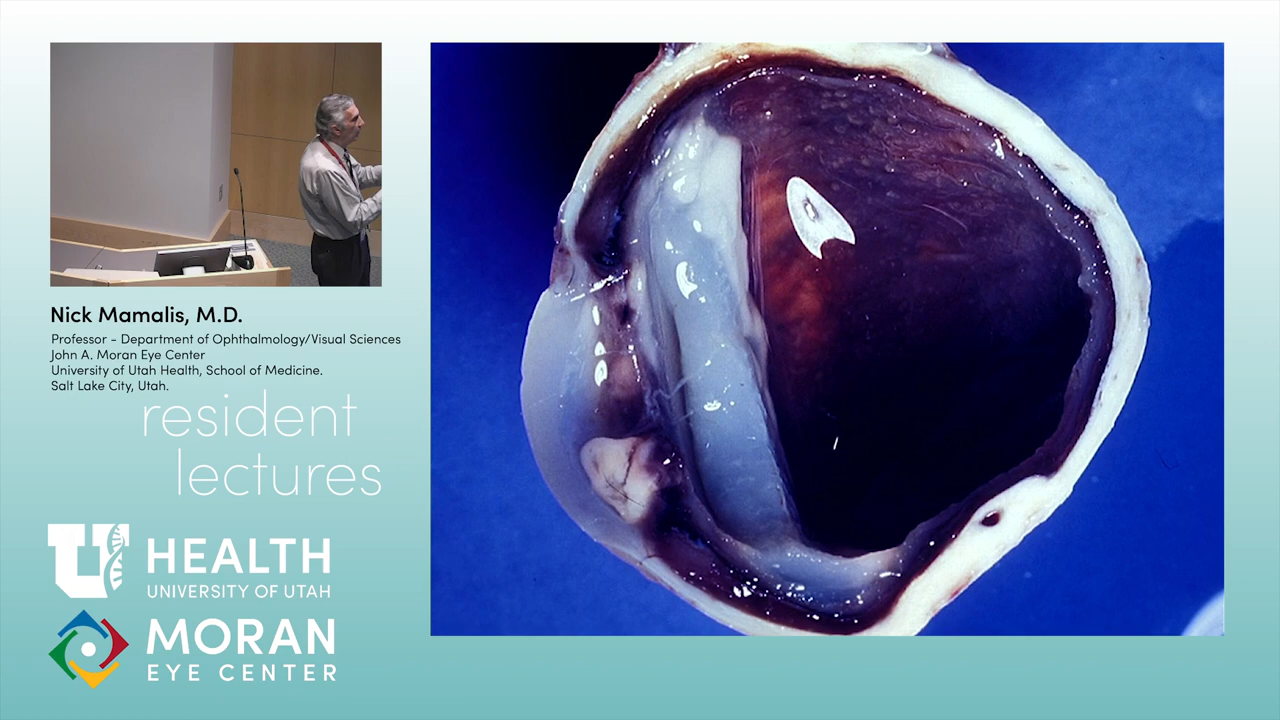 Nick Mamalis, M.D.
Professor - Department of Ophthalmology/Visual Sciences
John A. Moran Eye Center
University of Utah Health, School of Medicine.
Salt Lake City, Utah.
resident
lectures
U HEALTH
UNIVERSITY OF UTAH
MORAN
EYE CENTER